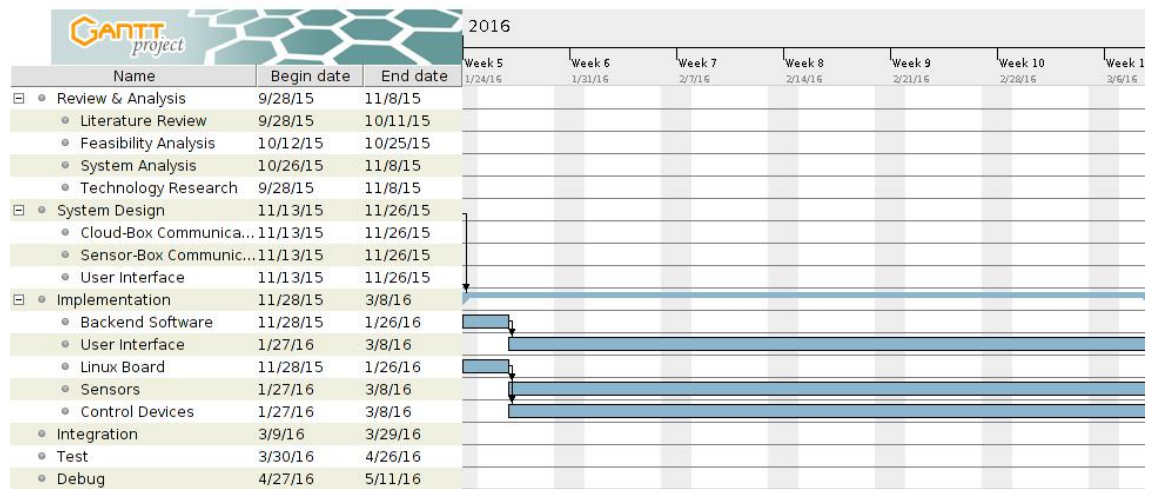 GANTT project
2016
Week 5 Week 6 Week 7 Week 8 Week 9 Week 10 Week 1
1/24/16 1/31/16 2/7/16 2/14/16 2/21/16 2/28/16 3/6/16
Name Begin date End date
Review & Analysis 9/28/15 11/8/15
Literature Review 9/28/15 10/11/15
Feasibility Analysis 10/12/15 10/25/15
System Analysis 10/26/15 11/8/15
Technology Research 9/28/15 11/8/15
System Design 11/13/15 11/26/15
Cloud-Box Communica... 11/13/15 11/26/15
Sensor-Box Communic... 11/13/15 11/26/15
User Interface 11/13/15 11/26/15
Implementation 11/28/15 3/8/16
Backend Software 11/28/15 1/26/16
User Interface 1/27/16 3/8/16
Linux Board 11/28/15 1/26/16
Sensors 1/27/16 3/8/16
Control Devices 1/27/16 3/8/16
Integration 3/9/16 3/29/16
Test 3/30/16 4/26/16
Debug 4/27/16 5/11/16